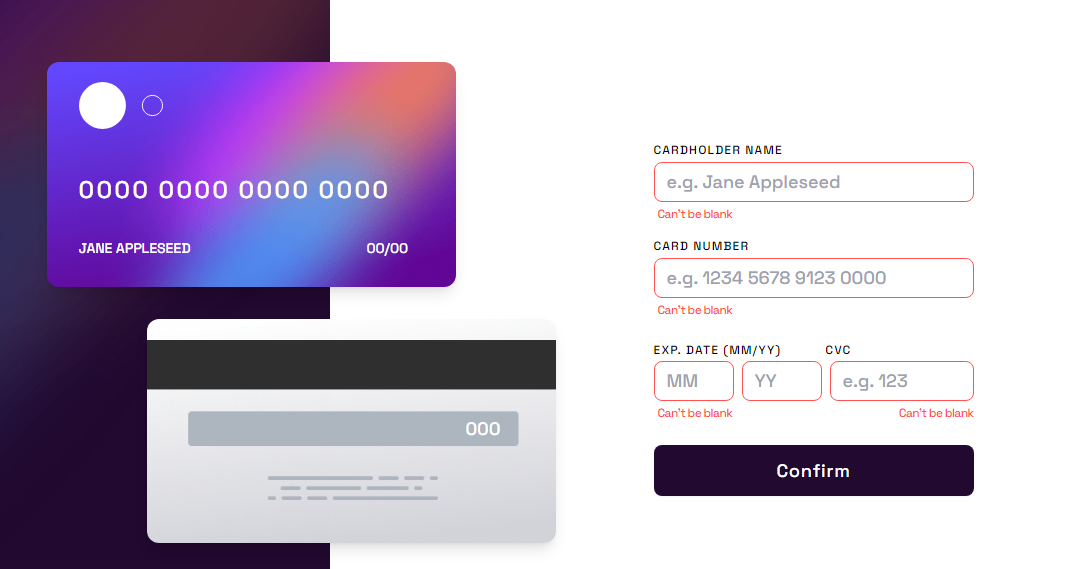 0000 0000 0000 0000
JANE APPLESEED 00/00
000
CARDHOLDER NAME
e.g. Jane Appleseed
Can't be blank
CARD NUMBER
e.g. 1234 5678 9123 0000
Can't be blank
EXP. DATE (MM/YY) CVC
MM YY e.g. 123
Can't be blank Can't be blank
Confirm